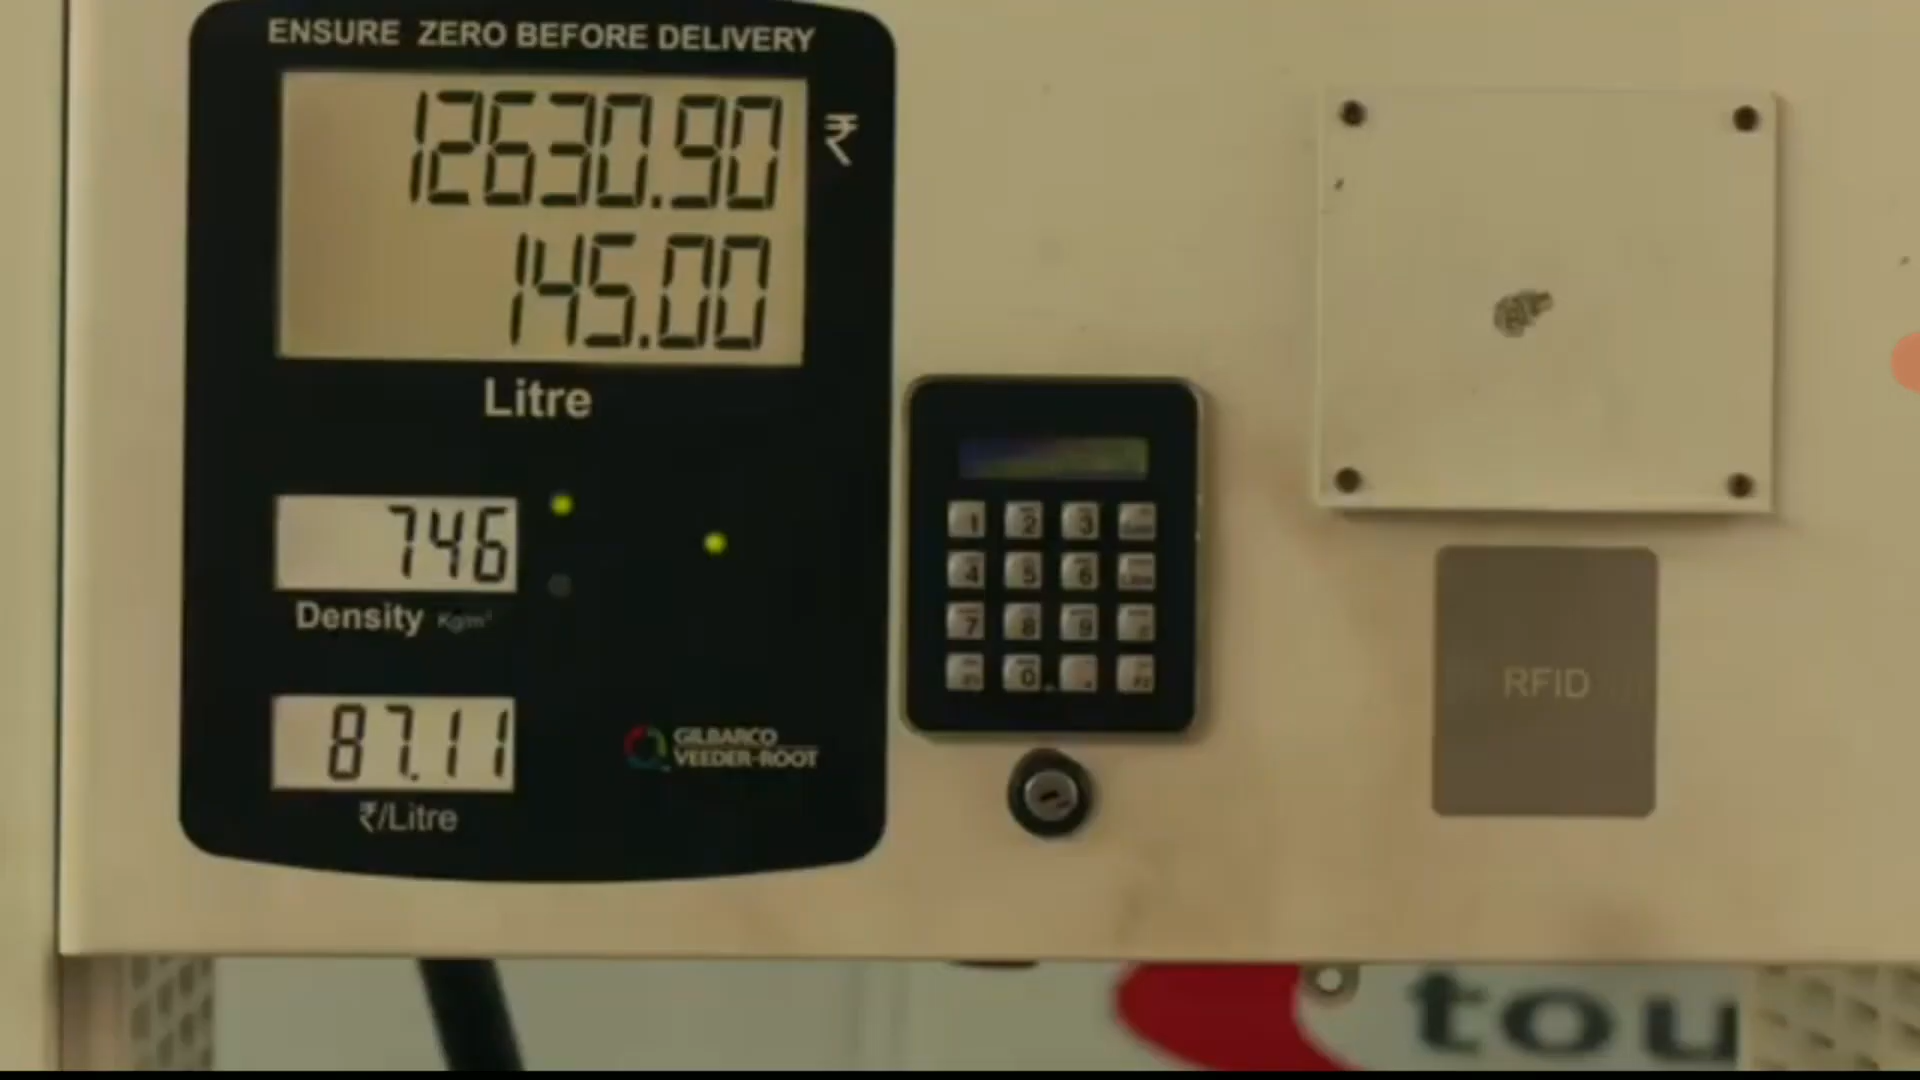 ENSURE ZERO BEFORE DELIVERY
12630.90
₹
145.00
Litre
746
Density Kg/m³
87.11
₹/Litre
GILBARCO
VEEDER-ROOT
1 2 3
4 5 6
7 8 9
0 .
RFID
tou